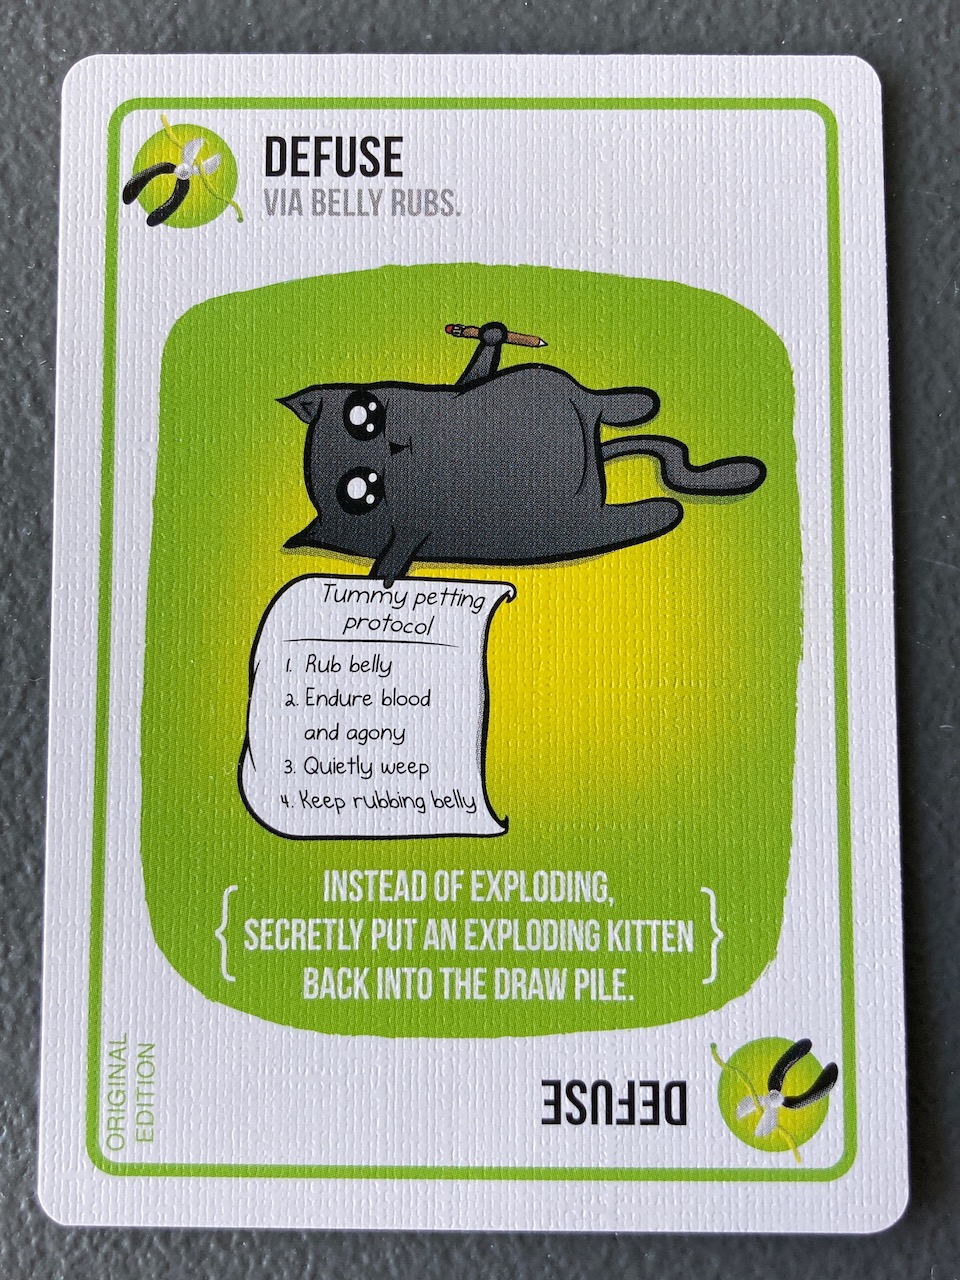 DEFUSE
VIA BELLY RUBS.
Tummy petting
protocol
1. Rub belly
2. Endure blood
and agony
3. Quietly weep
4. Keep rubbing belly
INSTEAD OF EXPLODING,
SECRETLY PUT AN EXPLODING KITTEN
BACK INTO THE DRAW PILE.
ORIGINAL
EDITION
DEFUSE